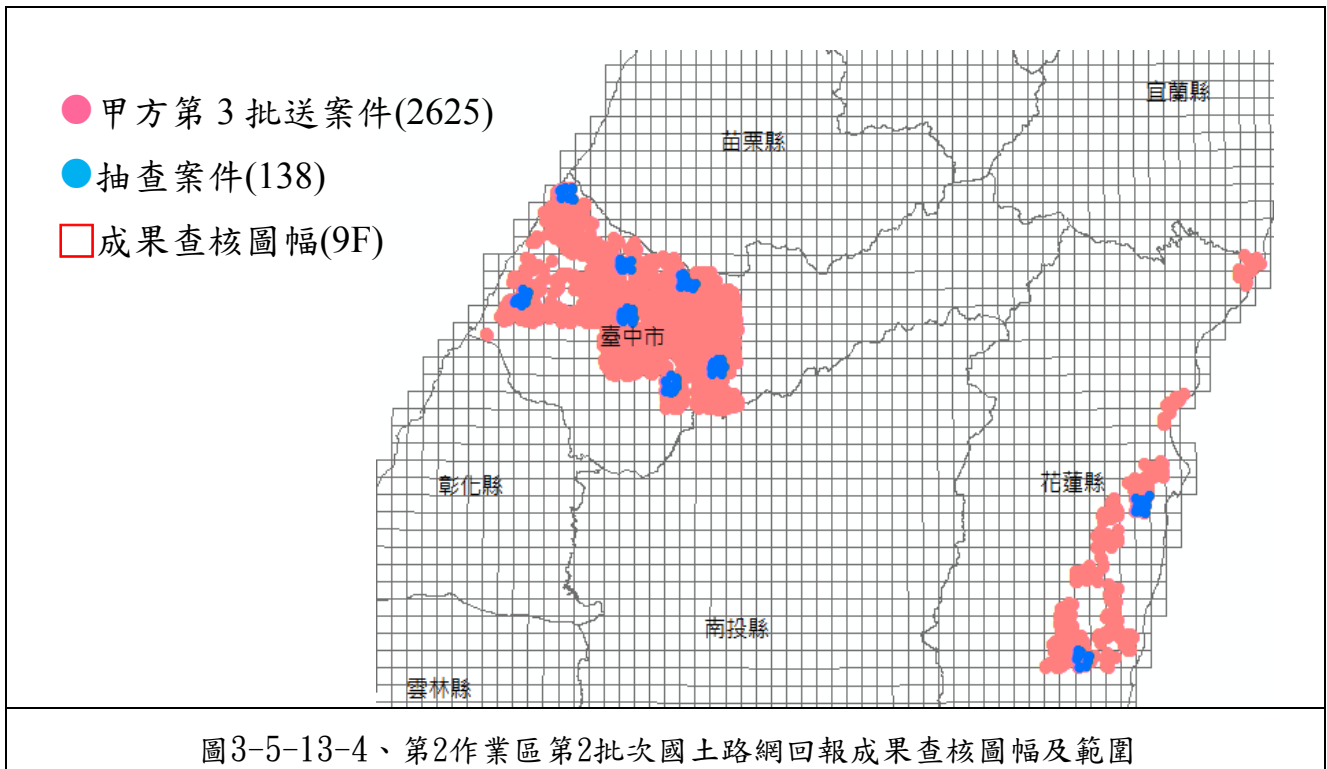 甲方第 3 批送案件(2625)
抽查案件(138)
成果查核圖幅(9F)
宜蘭縣
苗栗縣
臺中市
彰化縣
花蓮縣
南投縣
雲林縣
圖3-5-13-4、第2作業區第2批次國土路網回報成果查核圖幅及範圍